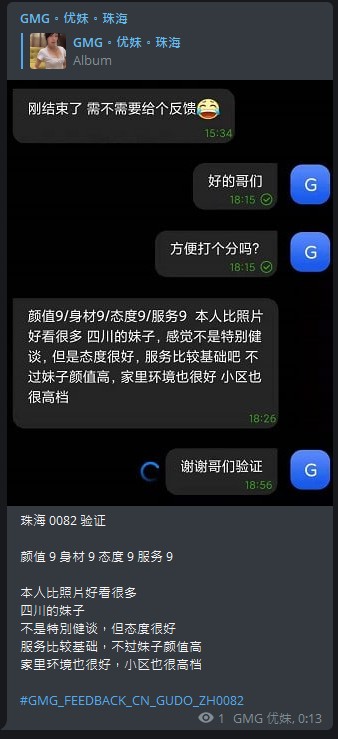 GMG。优妹。珠海
GMG。优妹。珠海
Album
刚结束了 需不需要给个反馈😂
15:34
好的哥们
18:15
G
方便打个分吗?
18:15
G
颜值9/身材9/态度9/服务9 本人比照片
好看很多 四川的妹子, 感觉不是特别健
谈, 但是态度很好, 服务比较基础吧 不
过妹子颜值高, 家里环境也很好 小区也
很高档
18:26
谢谢哥们验证
18:56
G
珠海 0082 验证
颜值 9 身材 9 态度 9 服务 9
本人比照片好看很多
四川的妹子
不是特别健谈，但态度很好
服务比较基础，不过妹子颜值高
家里环境也很好，小区也很高档
#GMG_FEEDBACK_CN_GUDO_ZH0082
1 GMG 优妹, 0:13